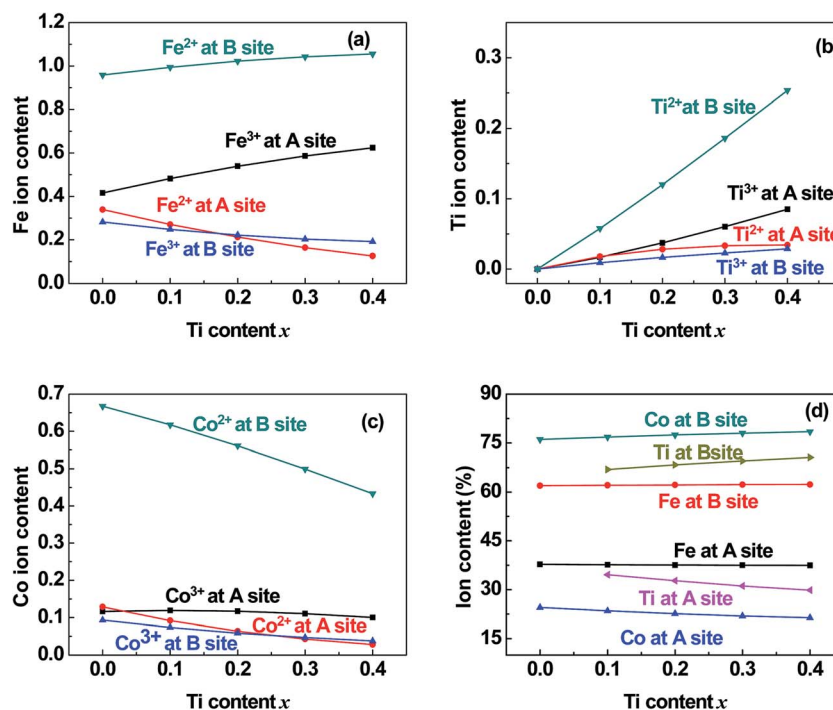 (a)
Fe²⁺ at B site
Fe³⁺ at A site
Fe²⁺ at A site
Fe³⁺ at B site
Fe ion content
1.2
1.0
0.8
0.6
0.4
0.2
0.0
0.0 0.1 0.2 0.3 0.4
Ti content x
(b
Ti²⁺ at B site
Ti³⁺ at A site
Ti²⁺ at A site
Ti³⁺ at B site
Ti ion content
0.3
0.2
0.1
0.0
0.0 0.1 0.2 0.3 0.4
Ti content x
(c)
Co²⁺ at B site
Co³⁺ at A site
Co²⁺ at A site
Co³⁺ at B site
Co ion content
0.7
0.6
0.5
0.4
0.3
0.2
0.1
0.0
0.0 0.1 0.2 0.3 0.4
Ti content x
(d)
Co at B site
Ti at Bsite
Fe at B site
Fe at A site
Ti at A site
Co at A site
Ion content (%)
90
75
60
45
30
15
0.0 0.1 0.2 0.3 0.4
Ti content x